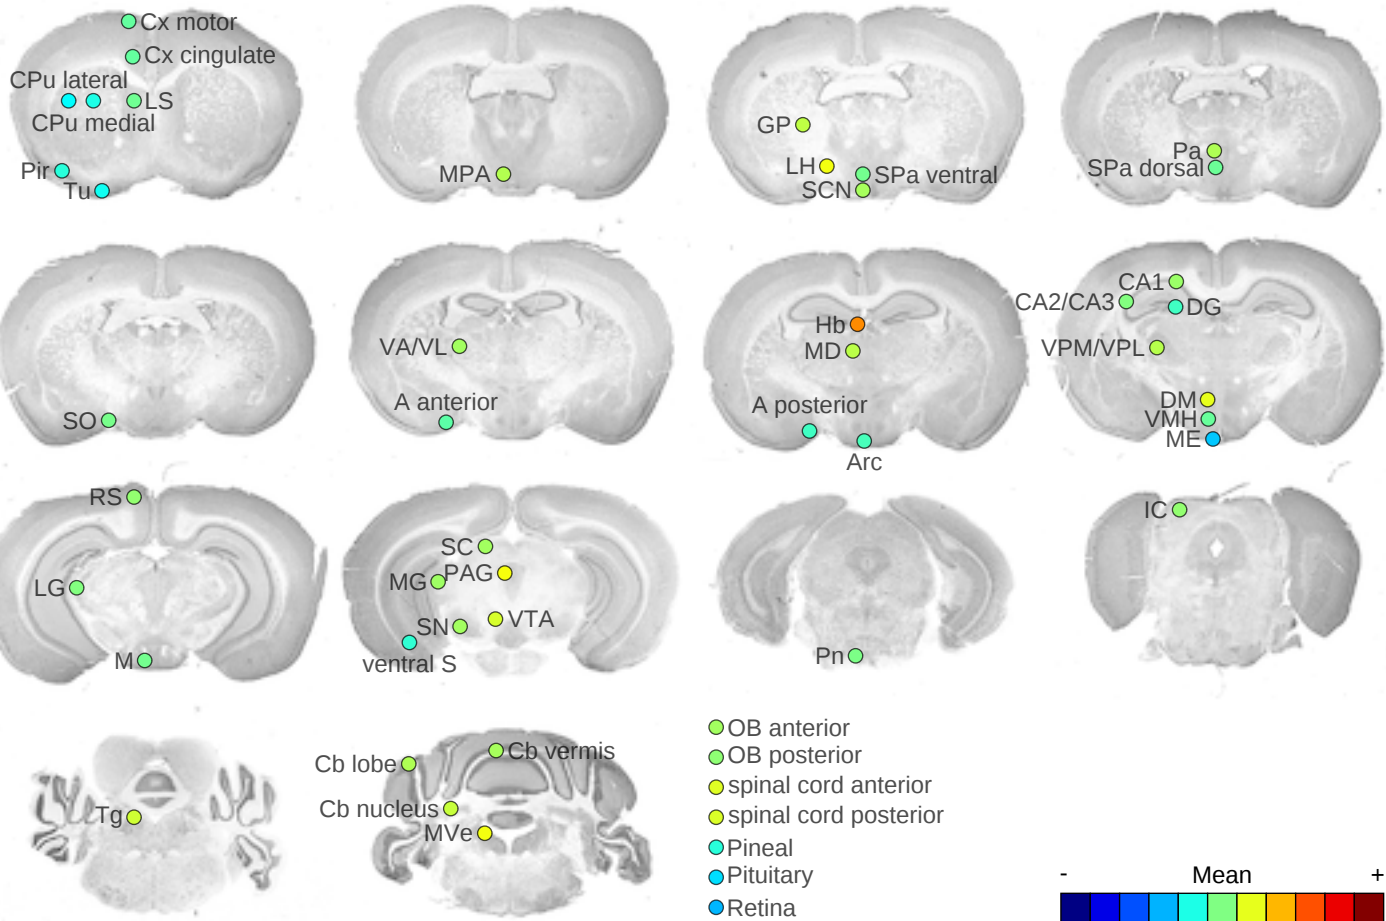 Cx motor
Cx cingulate
CPu lateral
LS
CPu medial
Pir
Tu
MPA
GP
LH
SPa ventral
SCN
Pa
SPa dorsal
SO
VA/VL
A anterior
Hb
MD
A posterior
Arc
CA1
CA2/CA3
DG
VPM/VPL
DM
VMH
ME
RS
LG
M
SC
PAG
MG
VTA
SN
ventral S
Pn
IC
Tg
Cb lobe
Cb vermis
Cb nucleus
MVe
OB anterior
OB posterior
spinal cord anterior
spinal cord posterior
Pineal
Pituitary
Retina
- Mean +